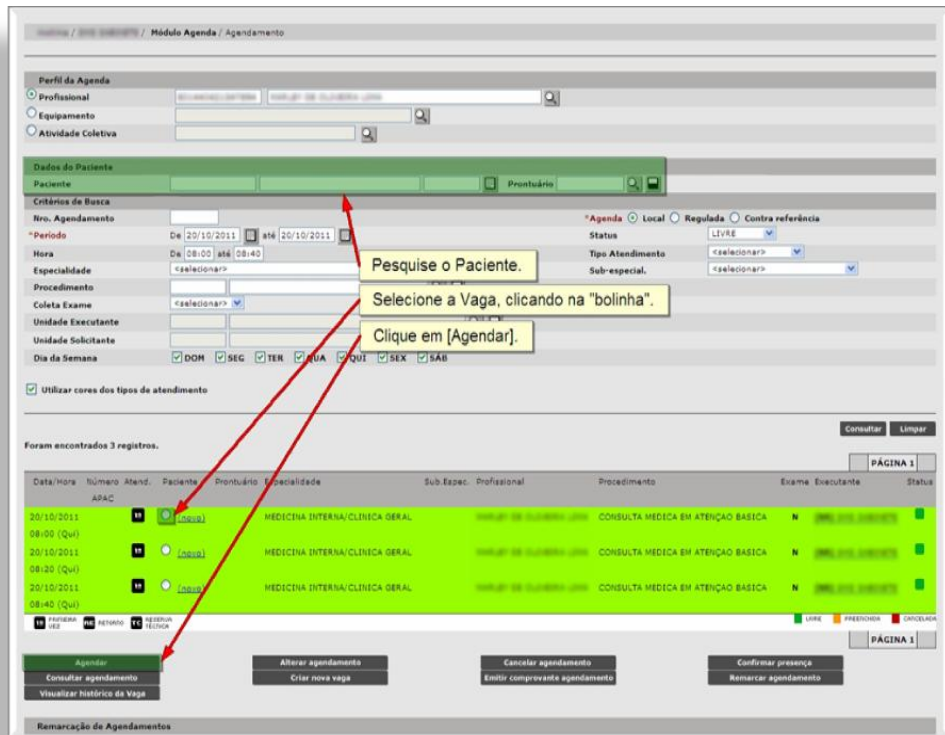 / Módulo Agenda / Agendamento
Perfil da Agenda
Profissional
Equipamento
Atividade Coletiva
Dados do Paciente
Paciente Prontuário
Critérios de Busca
Nro. Agendamento *Agenda Local Regulada Contra referência
*Período De 20/10/2011 até 20/10/2011 Status LIVRE
Hora De 08:00 até 08:40 Tipo Atendimento <selecionar>
Especialidade <selecionar> Sub-especial. <selecionar>
Pesquise o Paciente.
Procedimento
Selecione a Vaga, clicando na "bolinha".
Coleta Exame <selecionar>
Unidade Executante
Clique em [Agendar].
Unidade Solicitante
Dia da Semana DOM SEG TER QUA QUI SEX SÁB
Utilizar cores dos tipos de atendimento
Consultar Limpar
Foram encontrados 3 registros.
PÁGINA 1
Data/Hora Número Atend. Paciente Prontuário Especialidade Sub.Espec. Profissional Procedimento Exame Executante Status
APAC
20/10/2011 (novo) MEDICINA INTERNA/CLINICA GERAL CONSULTA MEDICA EM ATENÇAO BASICA N
08:00 (Qui)
20/10/2011 (novo) MEDICINA INTERNA/CLINICA GERAL CONSULTA MEDICA EM ATENÇAO BASICA N
08:20 (Qui)
20/10/2011 (novo) MEDICINA INTERNA/CLINICA GERAL CONSULTA MEDICA EM ATENÇAO BASICA N
08:40 (Qui)
PRIMEIRA VEZ RE RETORNO TC RESERVA TÉCNICA LIVRE PREENCHIDA CANCELADA
PÁGINA 1
Agendar Alterar agendamento Cancelar agendamento Confirmar presença
Consultar agendamento Criar nova vaga Emitir comprovante agendamento Remarcar agendamento
Visualizar histórico da Vaga
Remarcação de Agendamentos